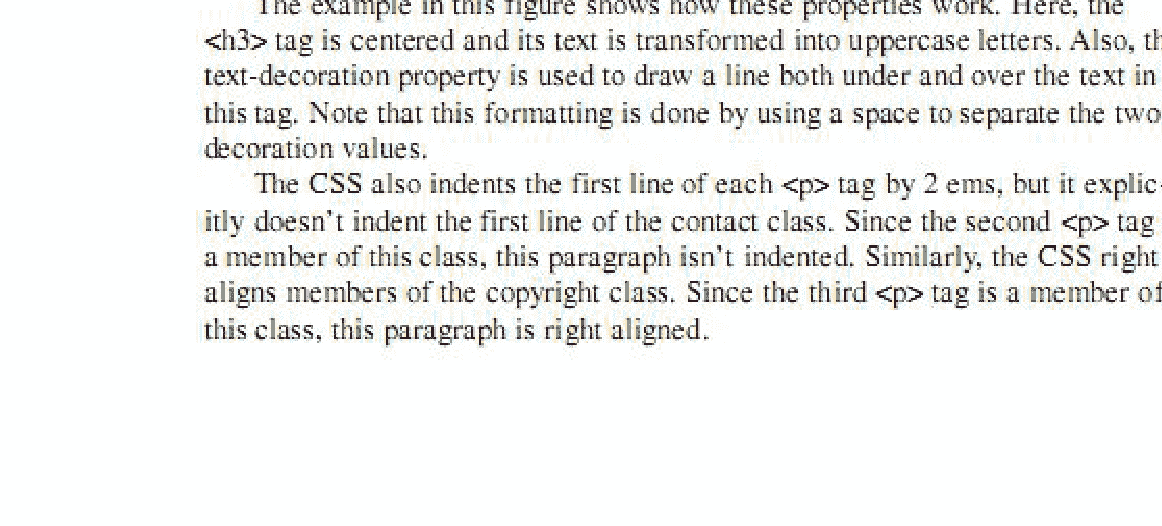 The example in this figure shows how these properties work. Here, the
<h3> tag is centered and its text is transformed into uppercase letters. Also, th
text-decoration property is used to draw a line both under and over the text in
this tag. Note that this formatting is done by using a space to separate the two
decoration values.
The CSS also indents the first line of each <p> tag by 2 ems, but it explic-
itly doesn't indent the first line of the contact class. Since the second <p> tag
a member of this class, this paragraph isn't indented. Similarly, the CSS right
aligns members of the copyright class. Since the third <p> tag is a member of
this class, this paragraph is right aligned.